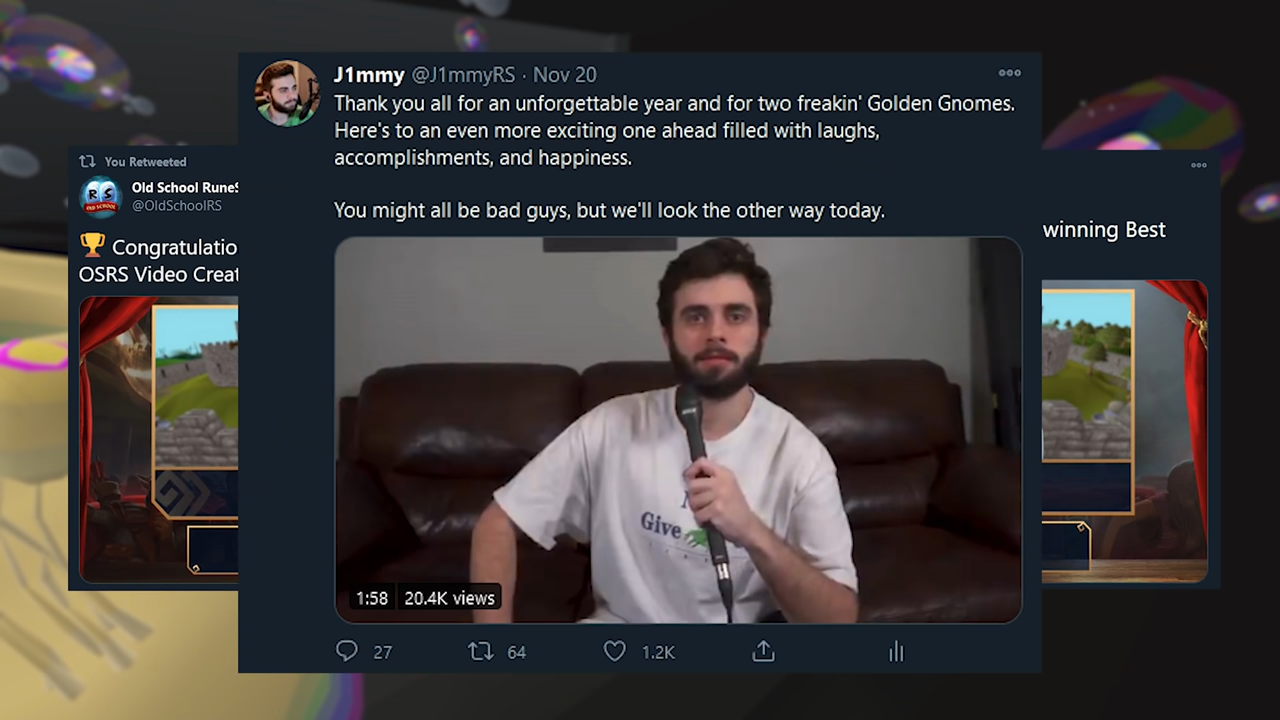 J1mmy @J1mmyRS · Nov 20
Thank you all for an unforgettable year and for two freakin' Golden Gnomes.
Here's to an even more exciting one ahead filled with laughs,
accomplishments, and happiness.
You might all be bad guys, but we'll look the other way today.
Give
1:58 20.4K views
27 64 1.2K
You Retweeted
Old School
@OldSchoolRS
RS
OLD SCHOOL
winning Best
OSRS Video